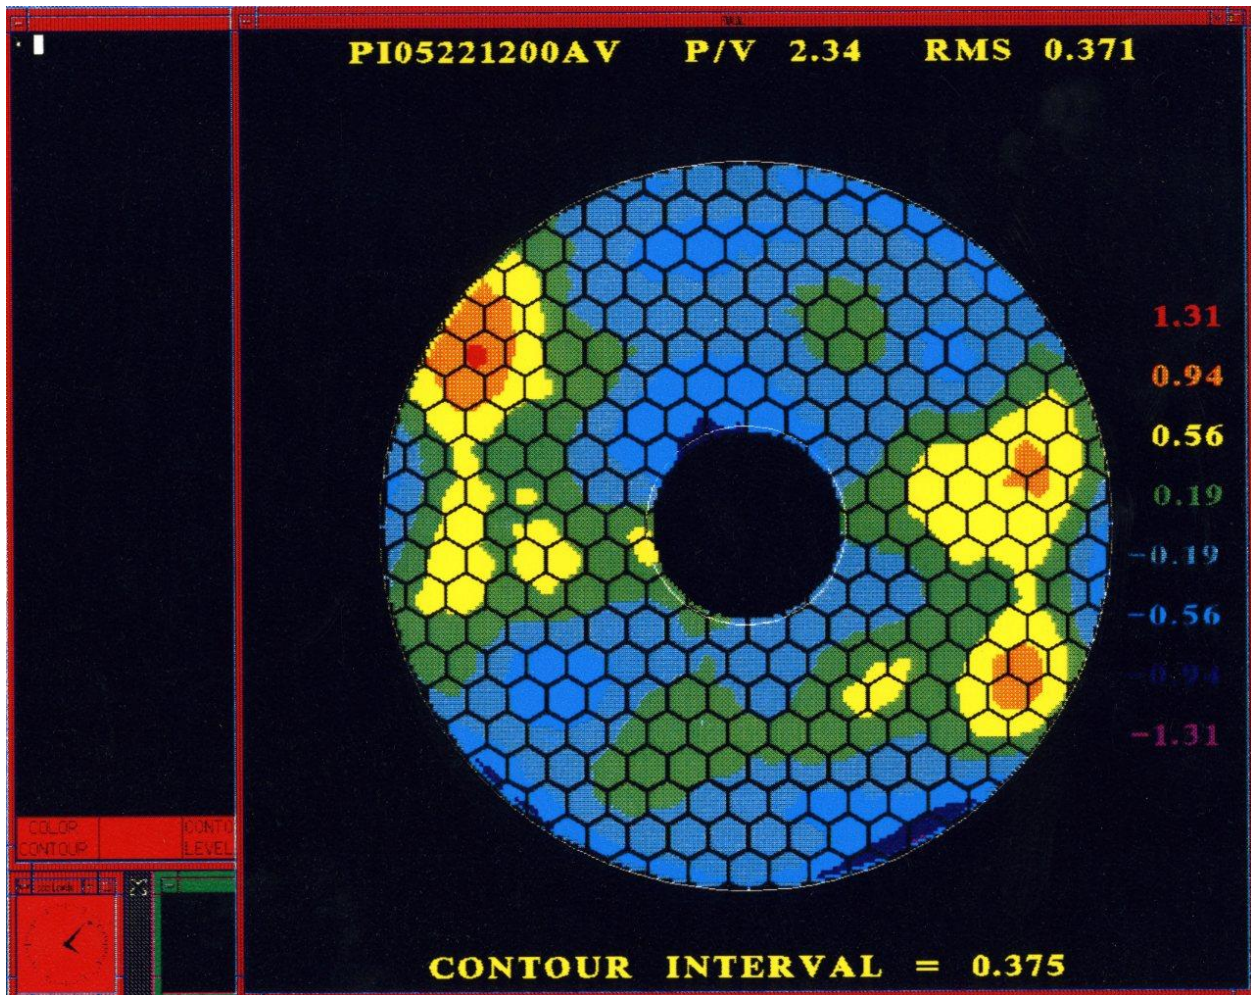 PI05221200AV P/V 2.34 RMS 0.371
1.31
0.94
0.56
0.19
-0.19
-0.56
-0.94
-1.31
COLOR
CONTOUR
CONTO
LEVEL
CONTOUR INTERVAL = 0.375